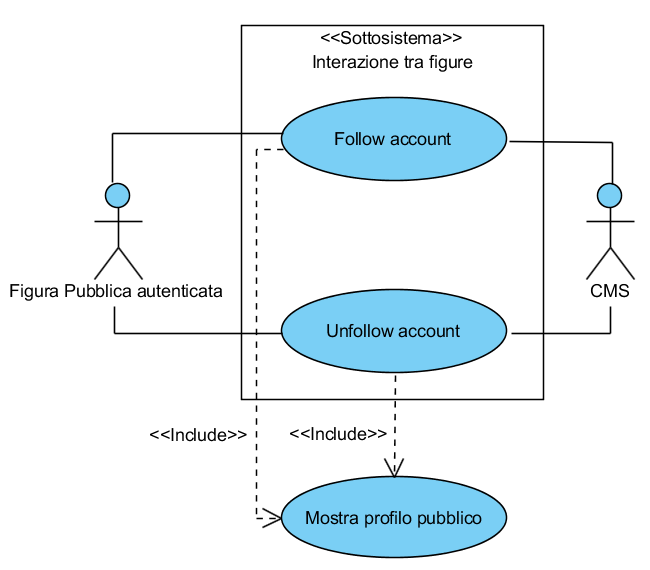 <<Sottosistema>>
Interazione tra figure
Follow account
Figura Pubblica autenticata
CMS
Unfollow account
<<Include>>
<<Include>>
Mostra profilo pubblico